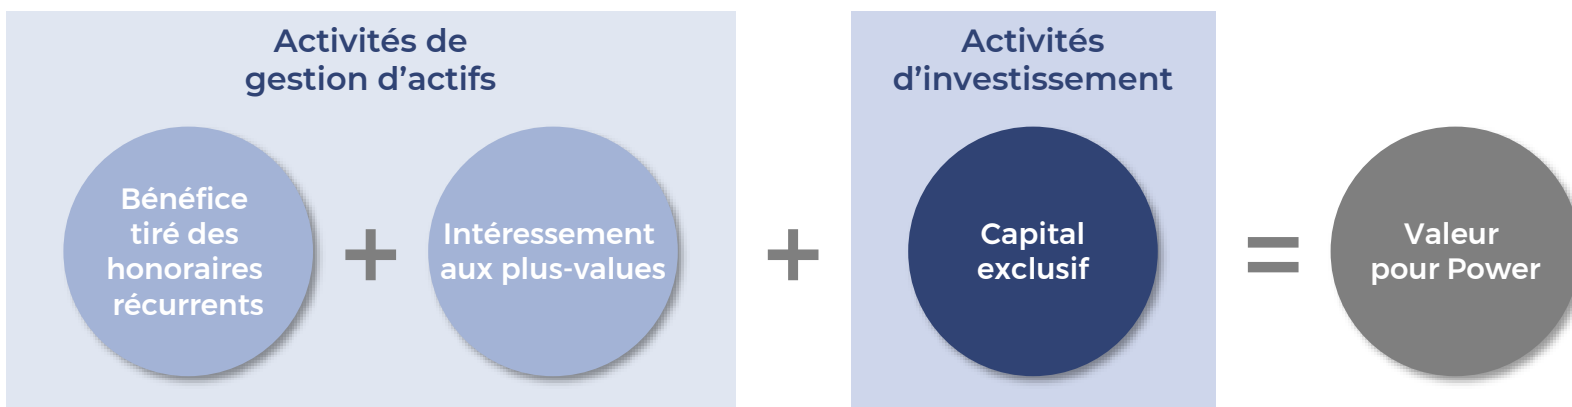 Activités de
gestion d’actifs
Bénéfice
tiré des
honoraires
récurrents
+
Intéressement
aux plus-values
+
Activités
d’investissement
Capital
exclusif
=
Valeur
pour Power